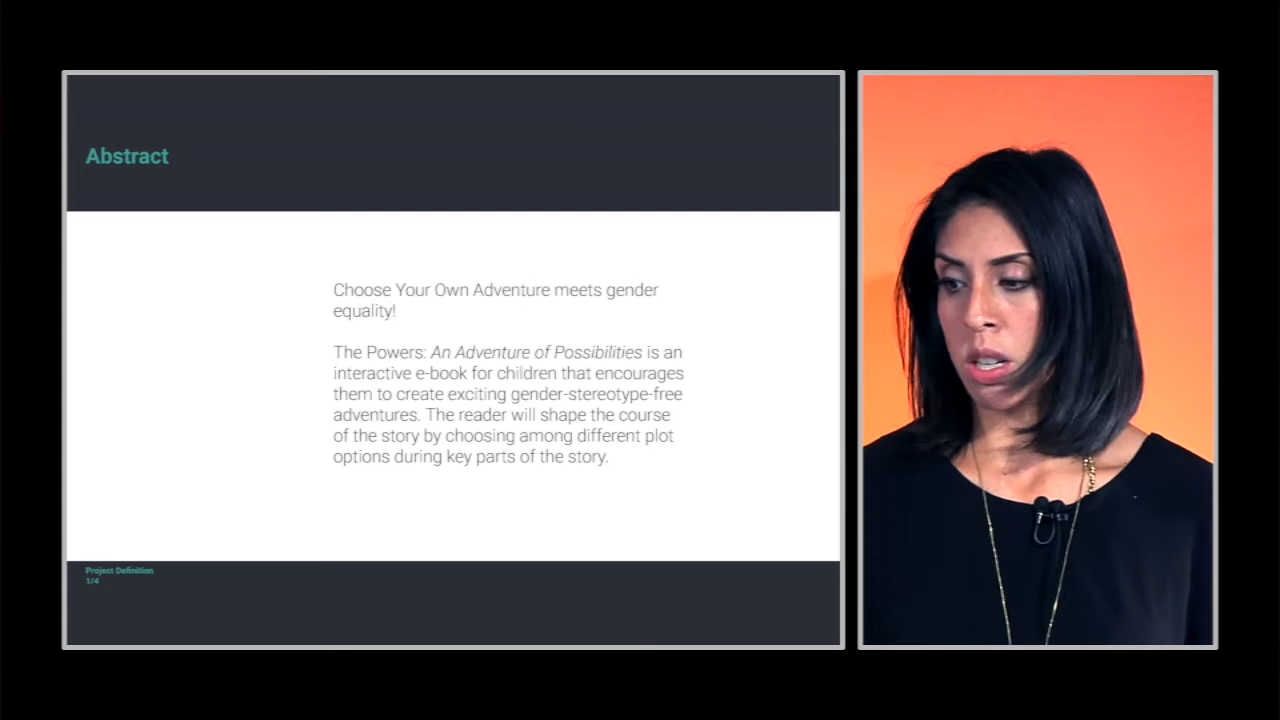 Abstract
Choose Your Own Adventure meets gender
equality!
The Powers: An Adventure of Possibilities is an
interactive e-book for children that encourages
them to create exciting gender-stereotype-free
adventures. The reader will shape the course
of the story by choosing among different plot
options during key parts of the story.
Project Definition
1/4